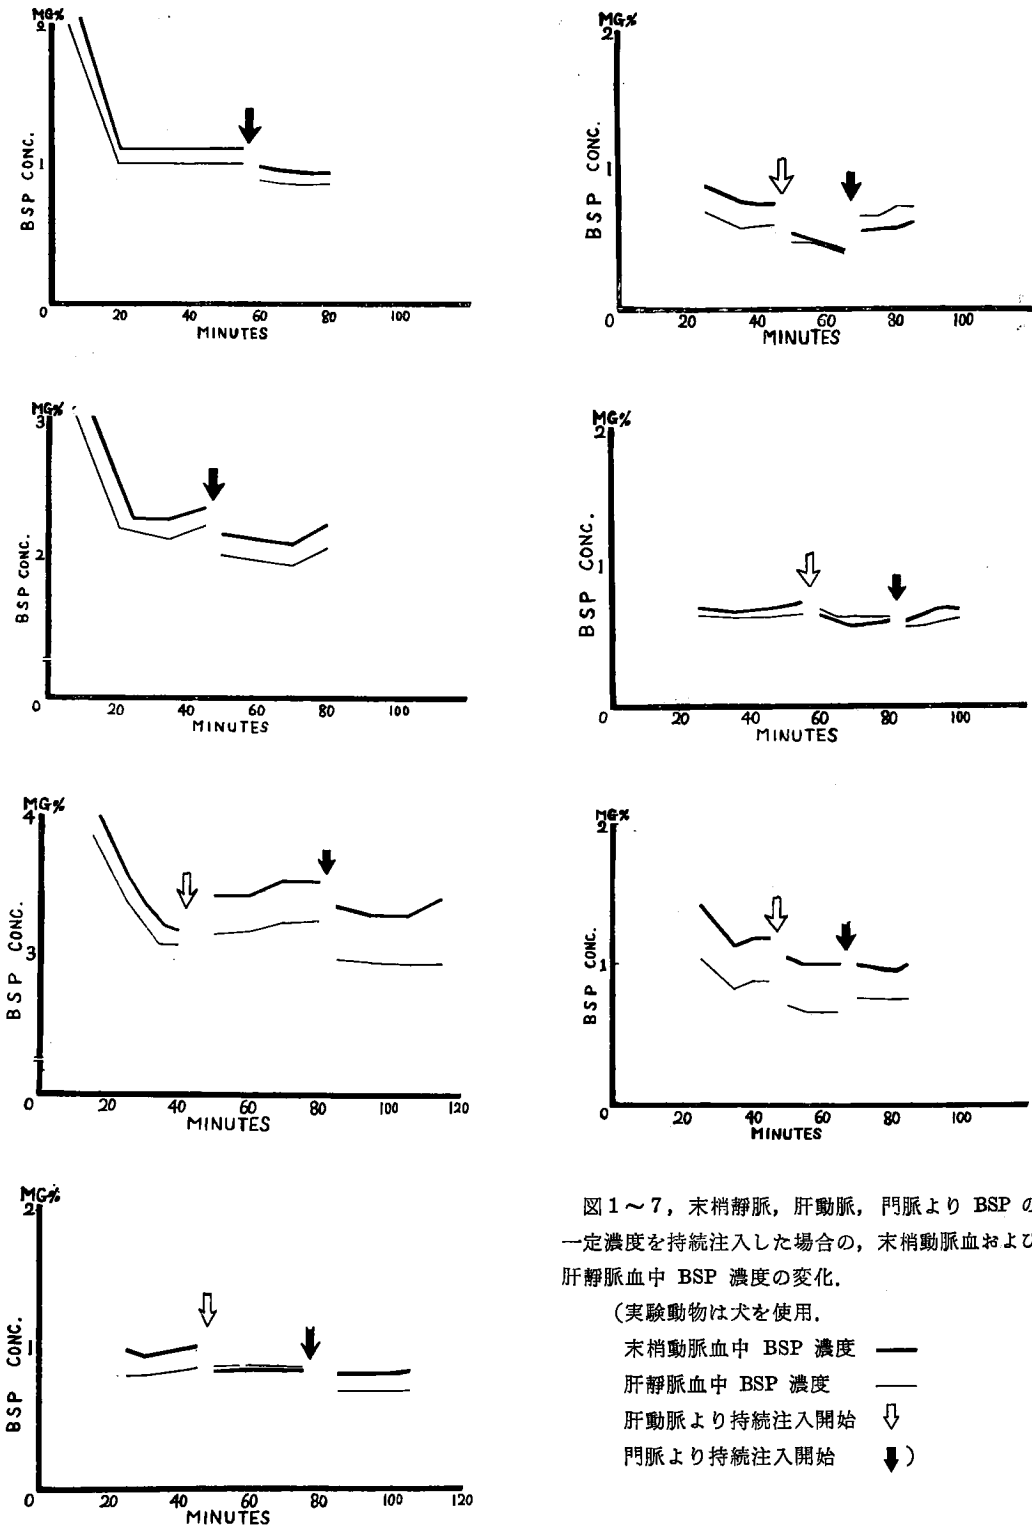 MG%
2
1
0
BSP CONC.
20 40 60 80 100
MINUTES
MG%
3
2
0
BSP CONC.
20 40 60 80 100
MINUTES
MG%
4
3
0
BSP CONC.
20 40 60 80 100 120
MINUTES
MG%
2
1
0
BSP CONC.
20 40 60 80 100 120
MINUTES
MG%
2
1
0
BSP CONC.
20 40 60 80 100
MINUTES
MG%
2
1
0
BSP CONC.
20 40 60 80 100
MINUTES
MG%
2
1
0
BSP CONC.
20 40 60 80 100
MINUTES
図1~7，末梢靜脈，肝動脈，門脈より BSP の
一定濃度を持続注入した場合の，末梢動脈血および
肝靜脈血中 BSP 濃度の変化．
（実験動物は犬を使用．
末梢動脈血中 BSP 濃度
肝靜脈血中 BSP 濃度
肝動脈より持続注入開始
門脈より持続注入開始 ）